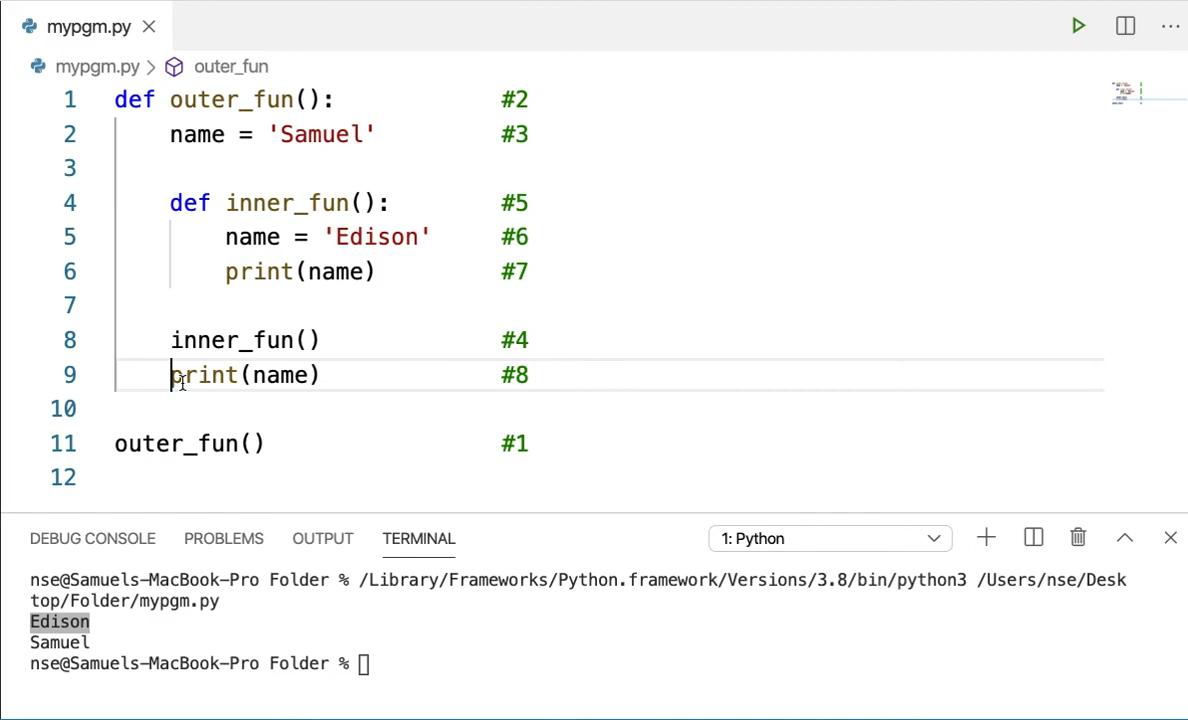 mypgm.py
mypgm.py > outer_fun
1 def outer_fun(): #2
2 name = 'Samuel' #3
3
4 def inner_fun(): #5
5 name = 'Edison' #6
6 print(name) #7
7
8 inner_fun() #4
9 print(name) #8
10
11 outer_fun() #1
12
DEBUG CONSOLE PROBLEMS OUTPUT TERMINAL 1: Python
nse@Samuels-MacBook-Pro Folder % /Library/Frameworks/Python.framework/Versions/3.8/bin/python3 /Users/nse/Desk
top/Folder/mypgm.py
Edison
Samuel
nse@Samuels-MacBook-Pro Folder %